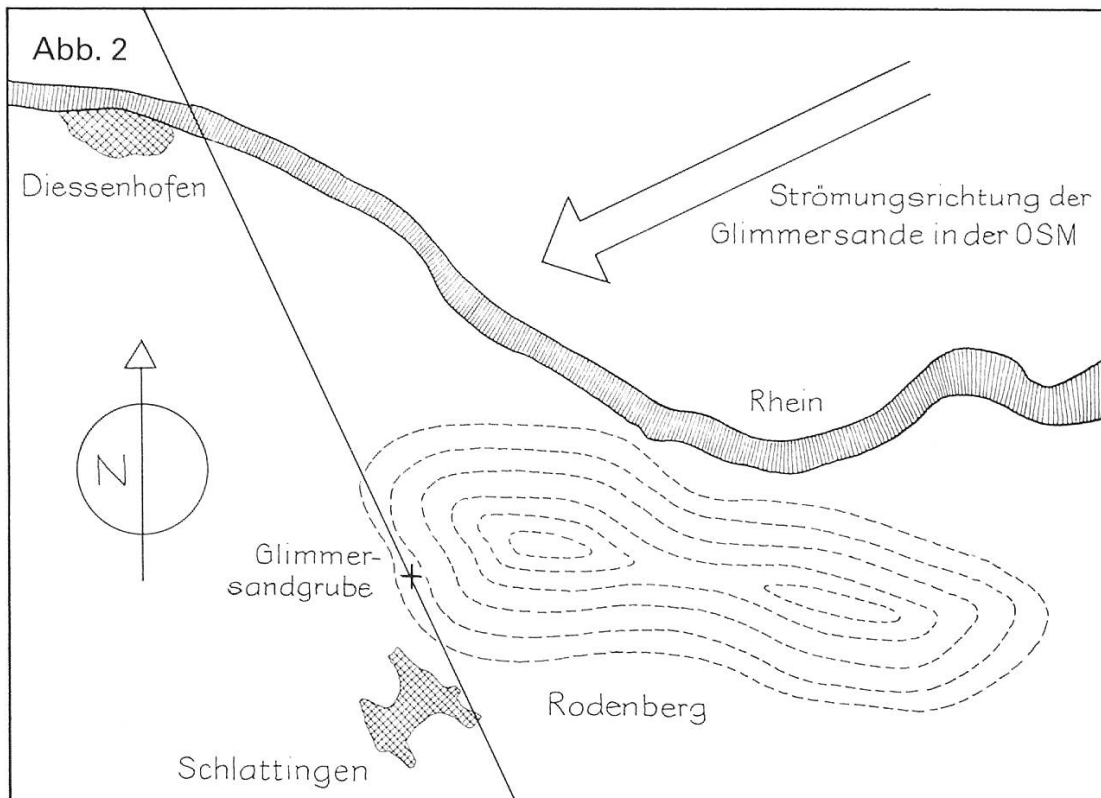 Abb. 2
Diessenhofen
Strömungsrichtung der
Glimmersande in der OSM
Rhein
N
Glimmer-
sandgrube
Rodenberg
Schlattingen